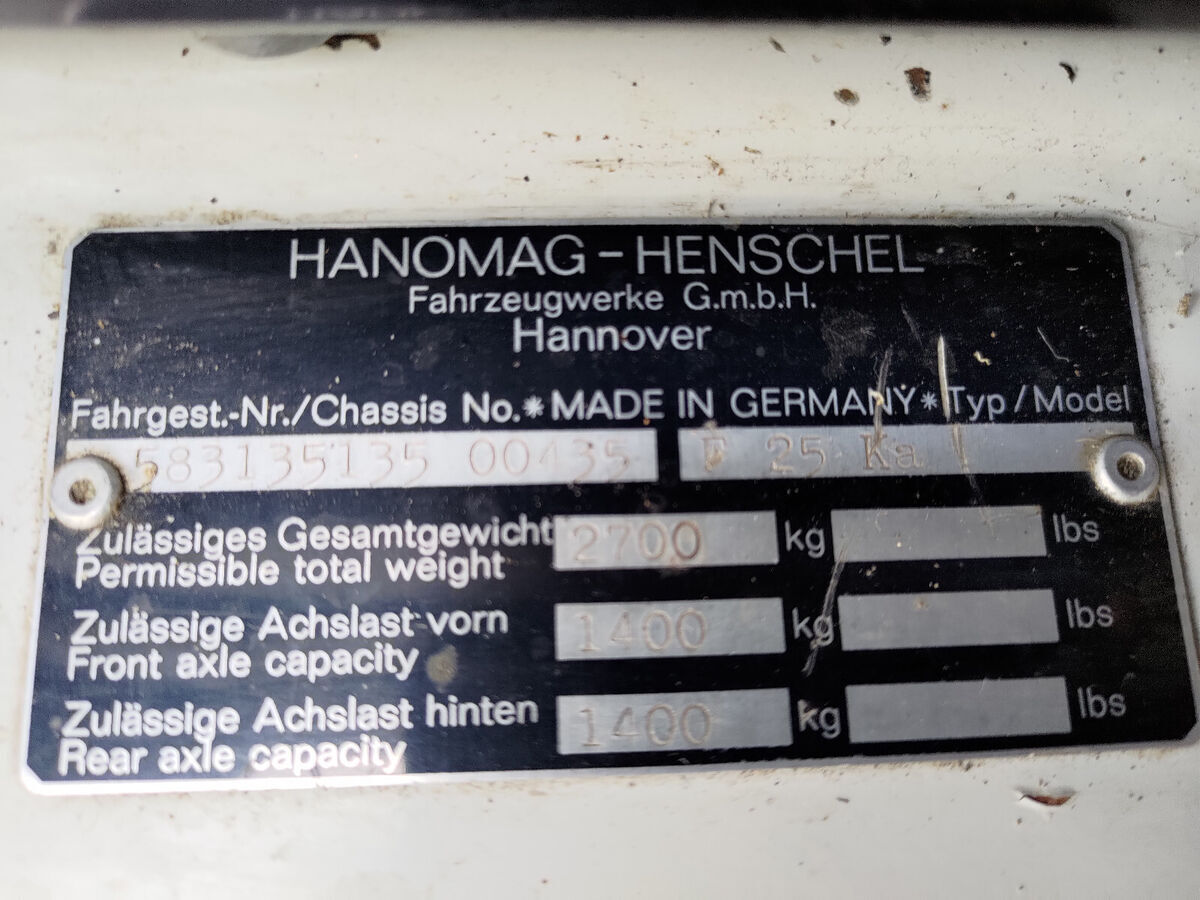 HANOMAG-HENSCHEL
Fahrzeugwerke G.m.b.H.
Hannover
Fahrgest.-Nr./Chassis No.*MADE IN GERMANY*Typ/Model
583135135 00435 F 25 Ka
Zulässiges Gesamtgewicht 2700 kg lbs
Permissible total weight
Zulässige Achslast vorn 1400 kg lbs
Front axle capacity
Zulässige Achslast hinten 1400 kg lbs
Rear axle capacity